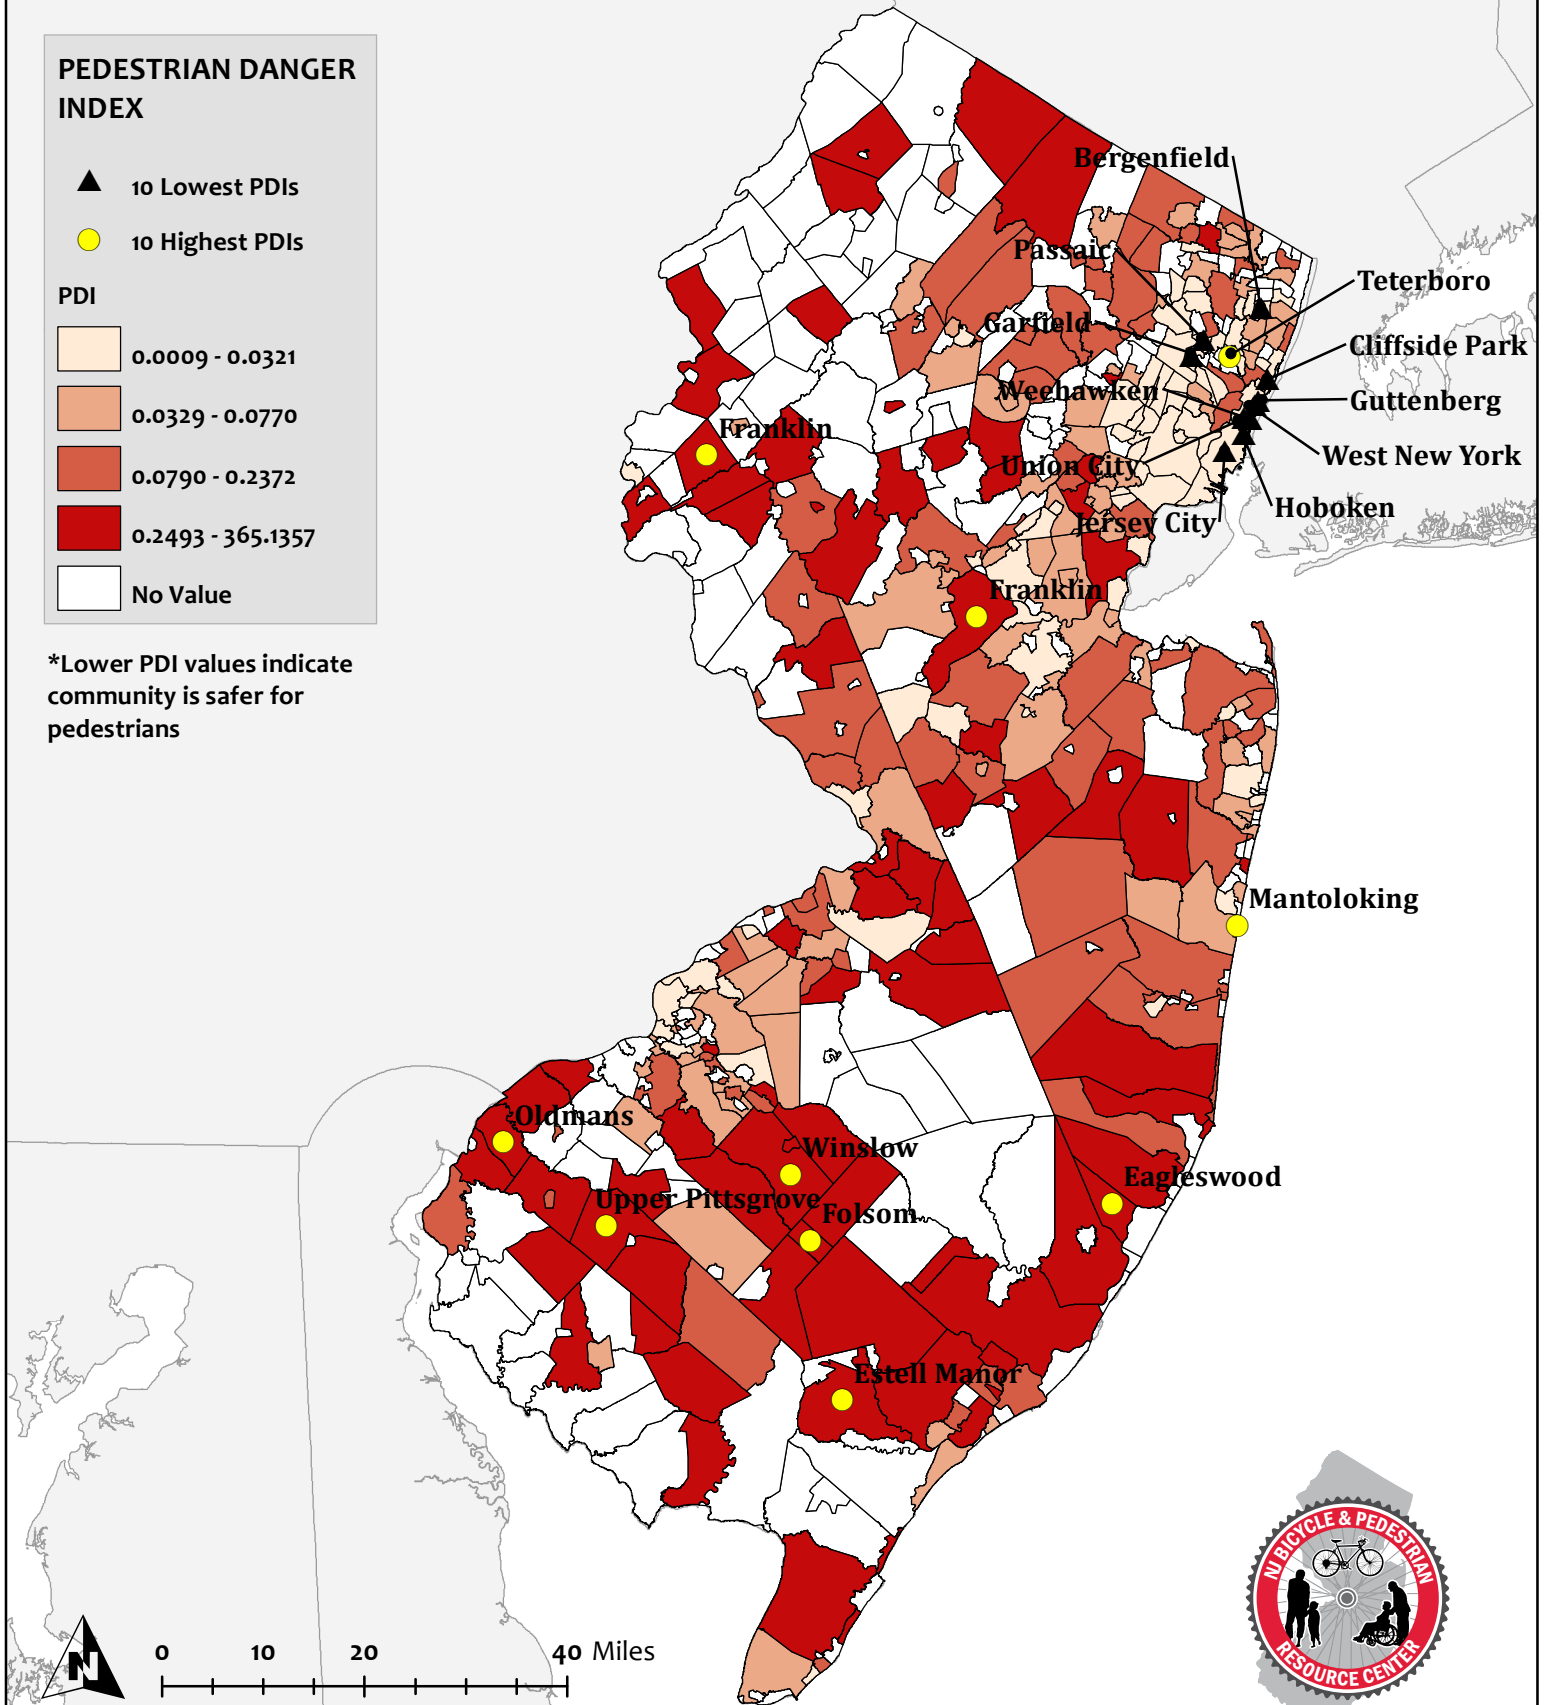 PEDESTRIAN DANGER
INDEX
10 Lowest PDIs
10 Highest PDIs
PDI
0.0009 - 0.0321
0.0329 - 0.0770
0.0790 - 0.2372
0.2493 - 365.1357
No Value
*Lower PDI values indicate
community is safer for
pedestrians
Bergenfield
Passaic
Teterboro
Garfield
Cliffside Park
Weehawken
Guttenberg
Franklin
West New York
Union City
Hoboken
Jersey City
Franklin
Mantoloking
Oldmans
Winslow
Eagleswood
Upper Pittsgrove
Folsom
Estell Manor
NJ BICYCLE & PEDESTRIAN
RESOURCE CENTER
N
0 10 20 40 Miles